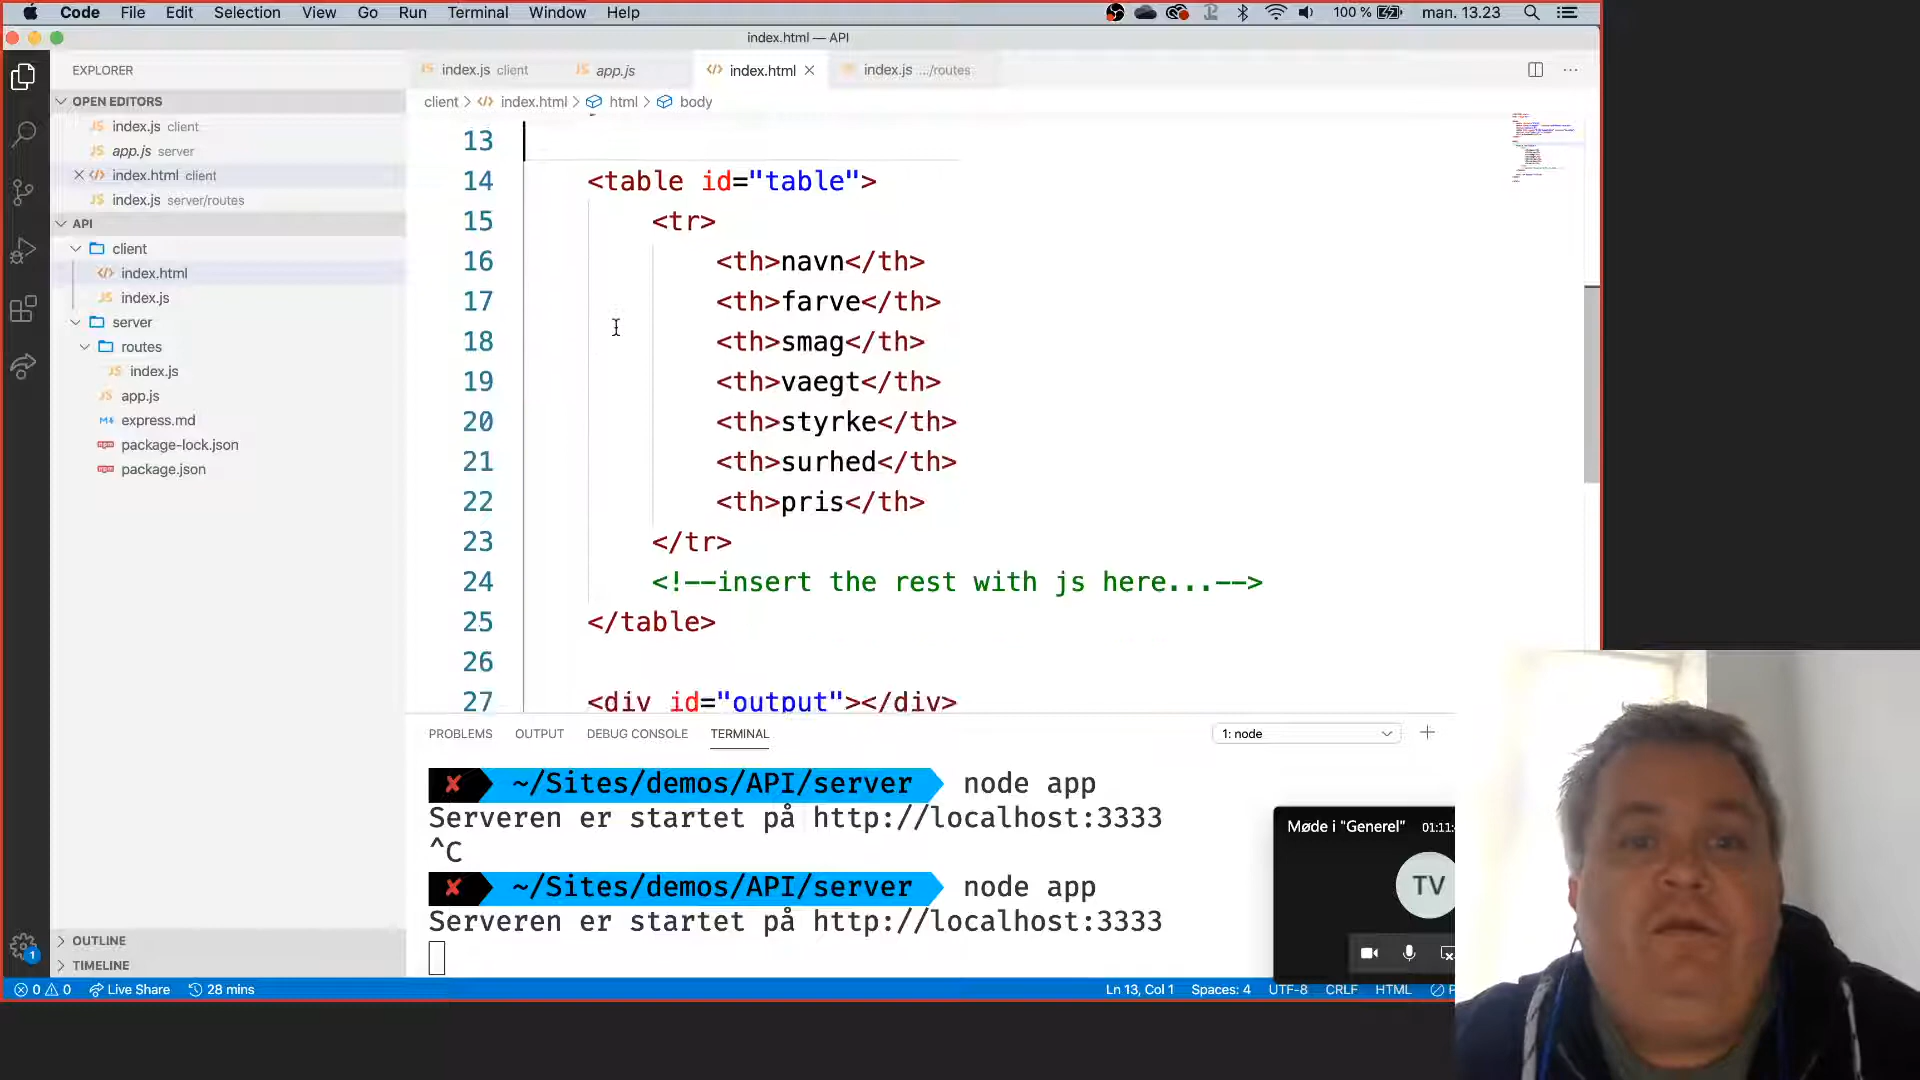 Code File Edit Selection View Go Run Terminal Window Help 100 % man. 13.23
index.html — API
EXPLORER
index.js client app.js index.html index.js .../routes
OPEN EDITORS
client > index.html > html > body
JS index.js client
JS app.js server
index.html client
JS index.js server/routes
API
client
index.html
JS index.js
server
routes
JS index.js
JS app.js
express.md
package-lock.json
package.json
OUTLINE
TIMELINE
13
14 <table id="table">
15 <tr>
16 <th>navn</th>
17 <th>farve</th>
18 <th>smag</th>
19 <th>vaegt</th>
20 <th>styrke</th>
21 <th>surhed</th>
22 <th>pris</th>
23 </tr>
24 <!--insert the rest with js here...-->
25 </table>
26
27 <div id="output"></div>
PROBLEMS OUTPUT DEBUG CONSOLE TERMINAL 1: node
✘ ~/Sites/demos/API/server node app
Serveren er startet på http://localhost:3333
^C
✘ ~/Sites/demos/API/server node app
Serveren er startet på http://localhost:3333
Møde i "Generel" 01:11:
TV
1
0 0 Live Share 28 mins Ln 13, Col 1 Spaces: 4 UTF-8 CRLF HTML